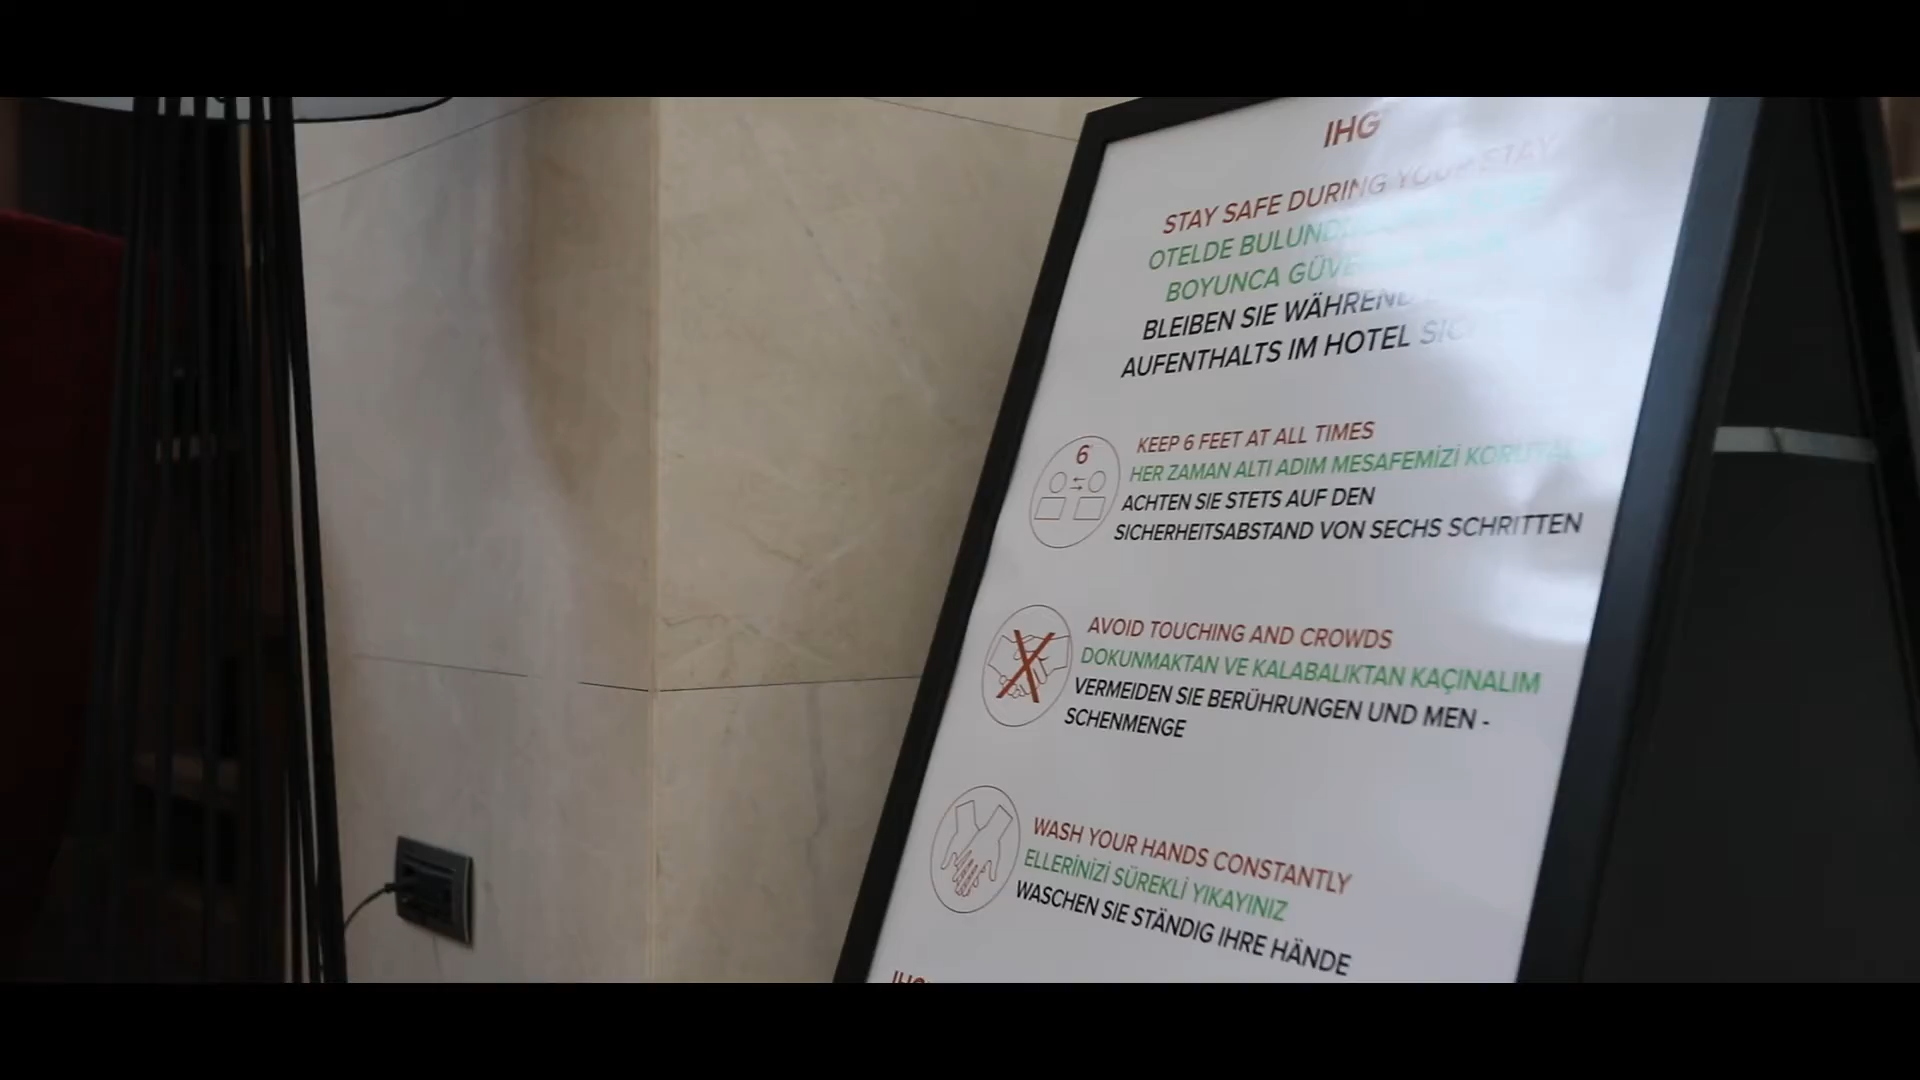 IHG
STAY SAFE DURING YOUR STAY
OTELDE
BOYUNCA
BLEIBEN SIE WÄHREND
AUFENTHALTS IM HOTEL
6
KEEP 6 FEET AT ALL TIMES
HER ZAMAN ALTI ADIM MESAFEMİZİ KORUYALIM
ACHTEN SIE STETS AUF DEN
SICHERHEITSABSTAND VON SECHS SCHRITTEN
AVOID TOUCHING AND CROWDS
DOKUNMAKTAN VE KALABALIKTAN KAÇINALIM
VERMEIDEN SIE BERÜHRUNGEN UND MEN -
SCHENMENGE
WASH YOUR HANDS CONSTANTLY
ELLERİNİZİ SÜREKLİ YIKAYINIZ
WASCHEN SIE STÄNDIG IHRE HÄNDE